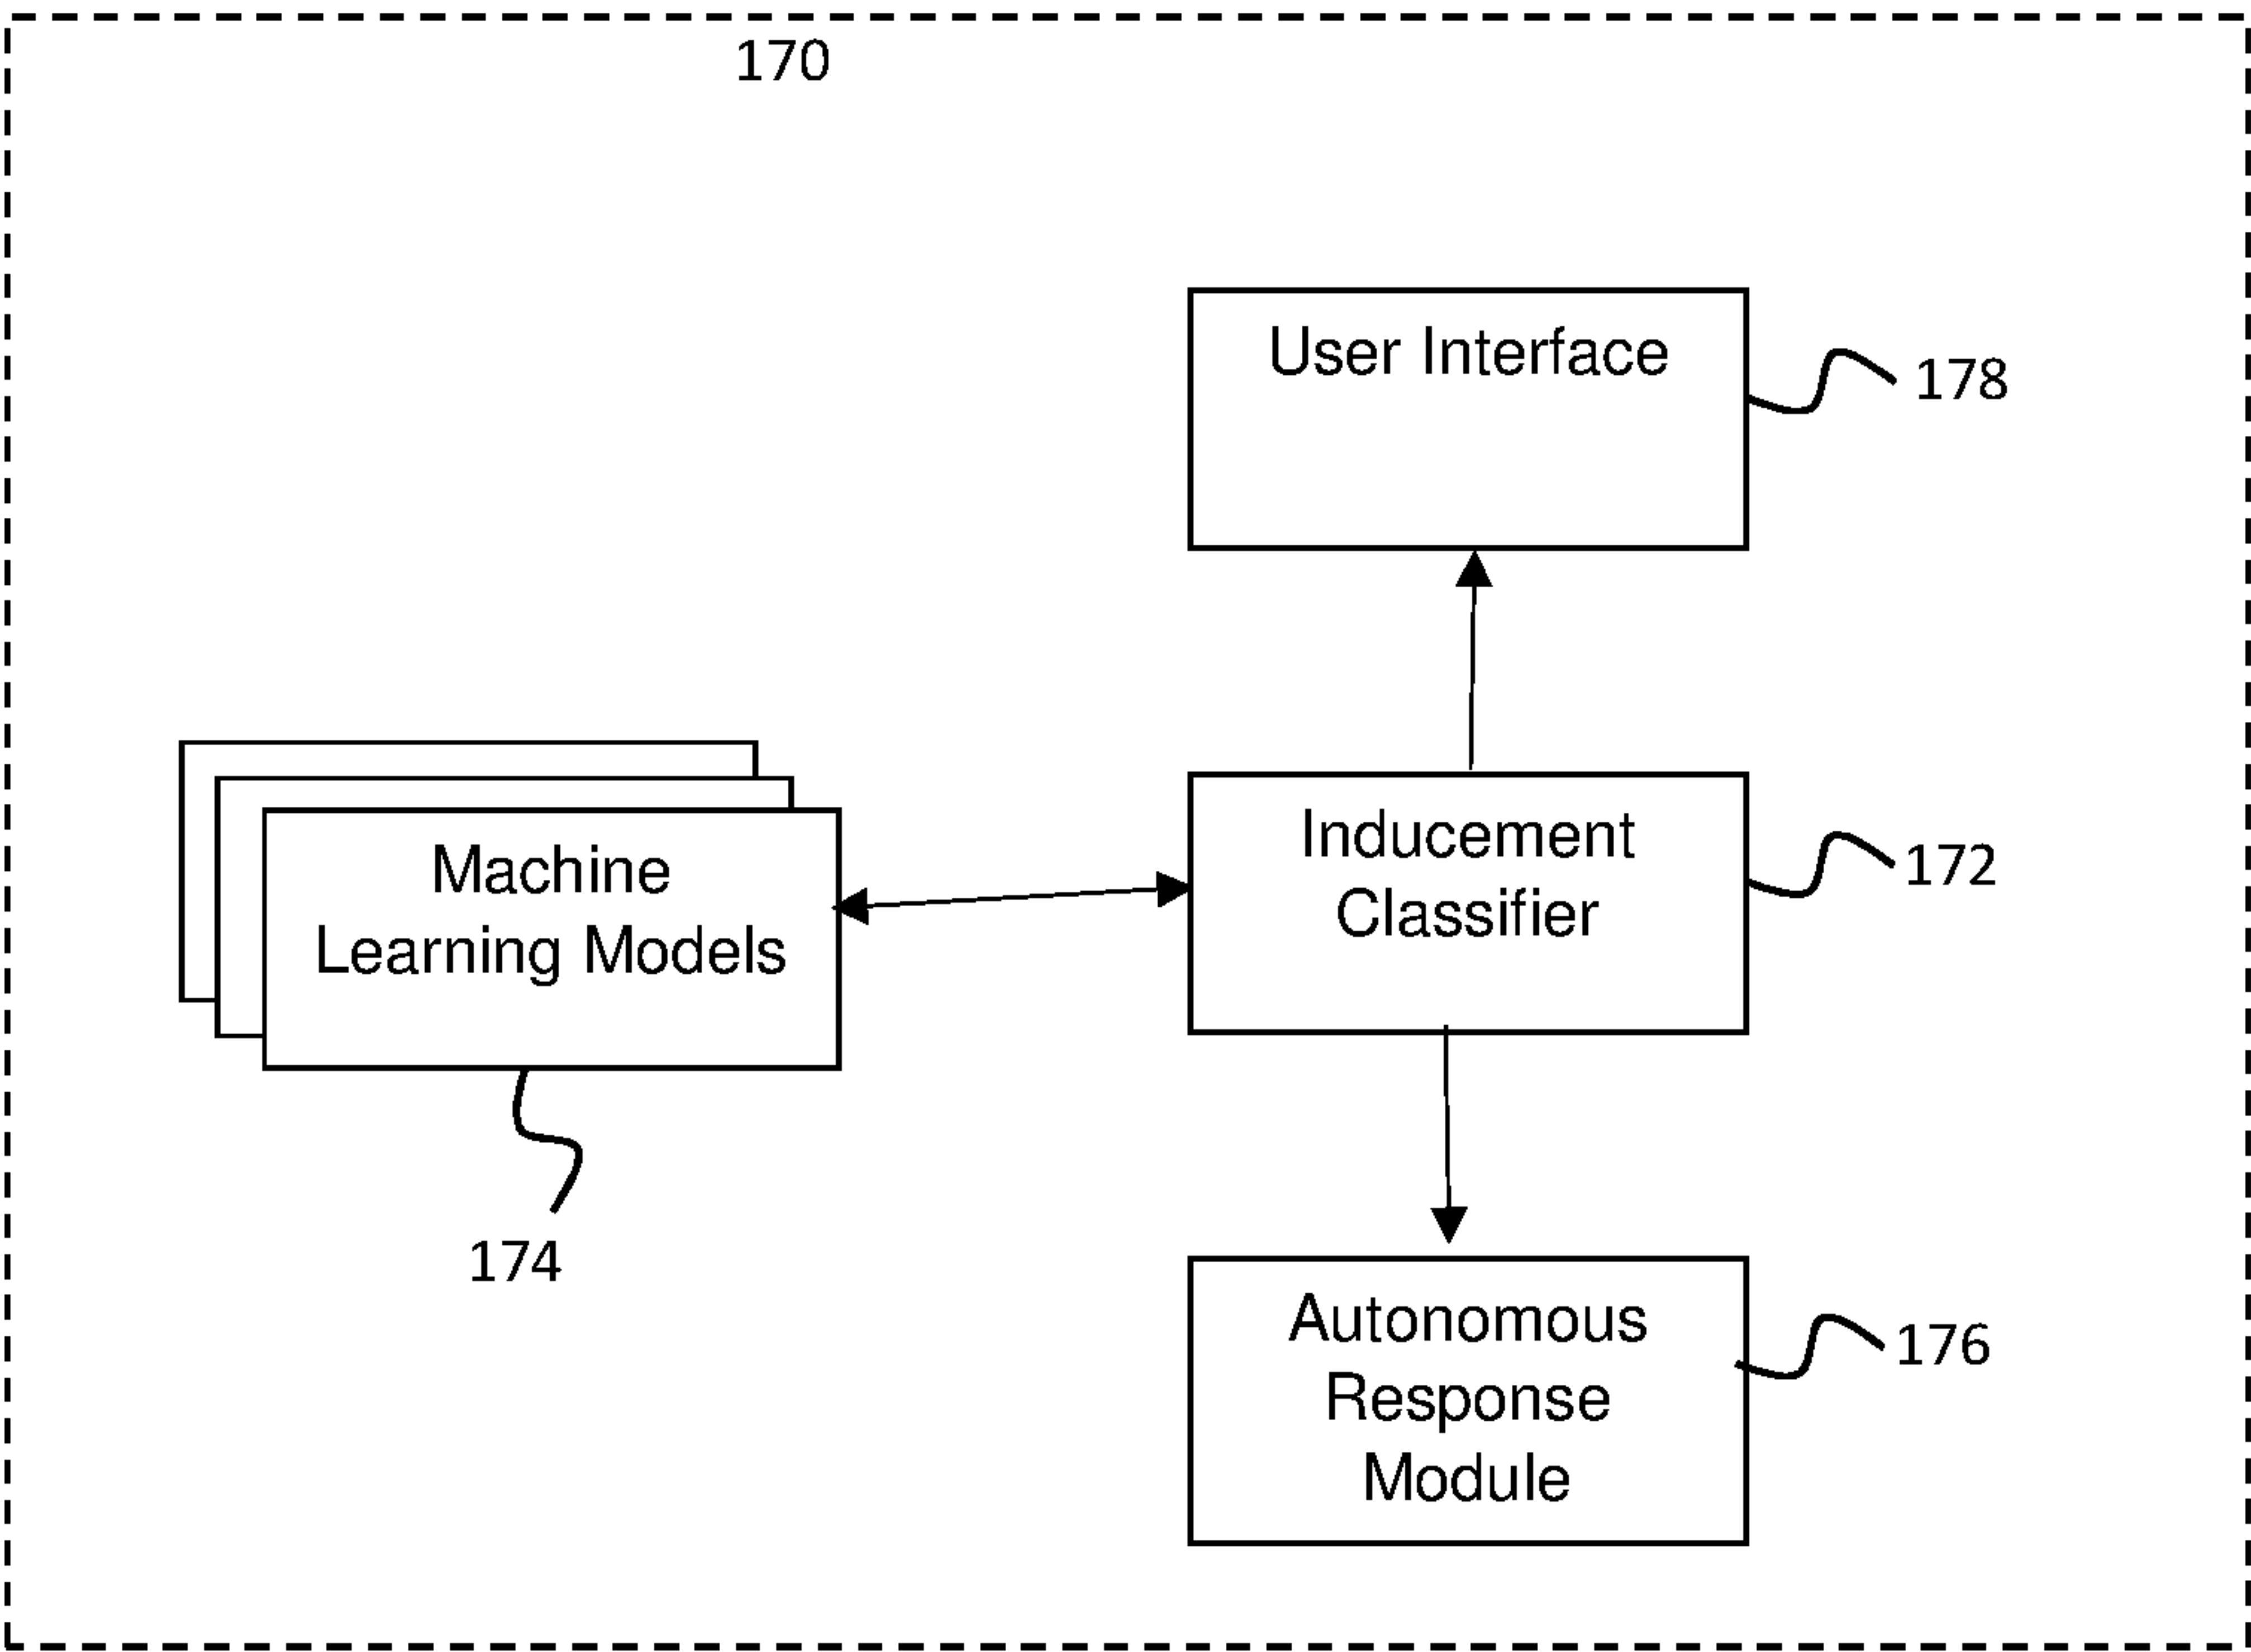 170
User Interface
178
Inducement
Classifier
172
Machine
Learning Models
174
Autonomous
Response
Module
176